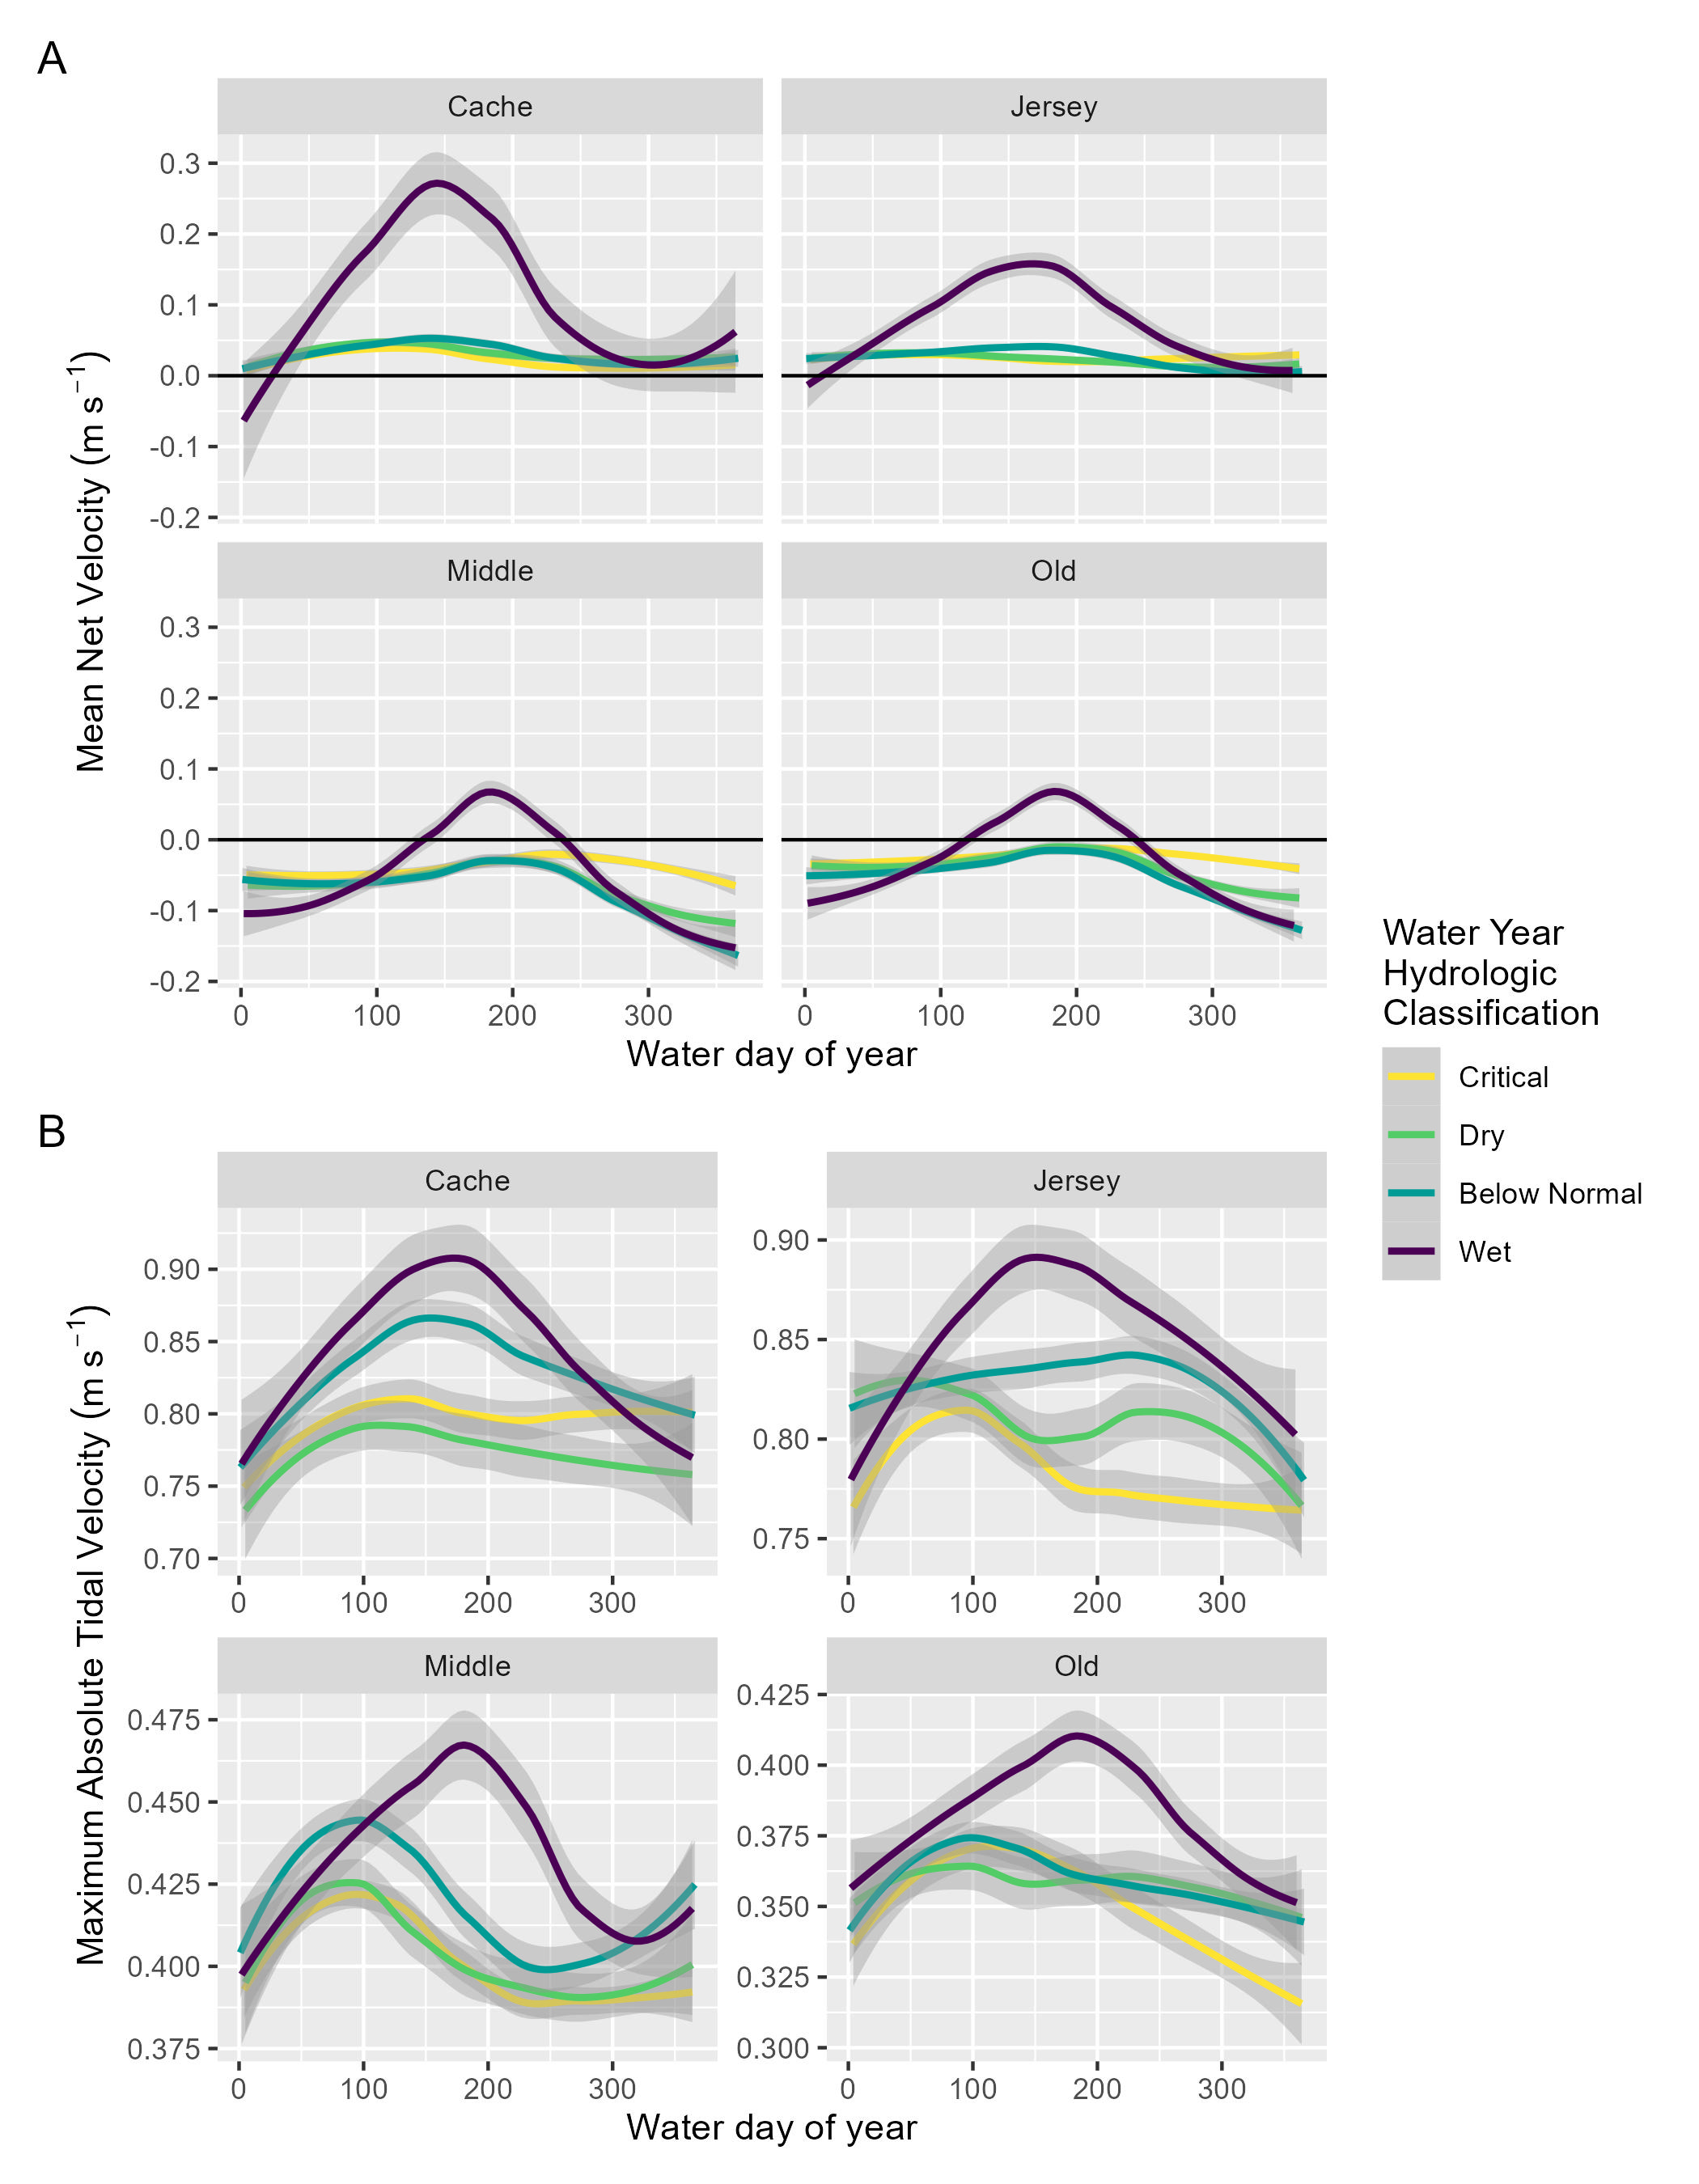 A
Cache
Jersey
0.3
0.2
0.1
0.0
-0.1
-0.2
Middle
Old
0.3
0.2
0.1
0.0
-0.1
-0.2
Mean Net Velocity (m s⁻¹)
0 100 200 300
0 100 200 300
Water day of year
Water Year
Hydrologic
Classification
Critical
Dry
Below Normal
Wet
B
Cache
Jersey
0.90
0.85
0.80
0.75
0.70
0.90
0.85
0.80
0.75
0 100 200 300
0 100 200 300
Middle
Old
0.475
0.450
0.425
0.400
0.375
0.425
0.400
0.375
0.350
0.325
0.300
Maximum Absolute Tidal Velocity (m s⁻¹)
0 100 200 300
0 100 200 300
Water day of year